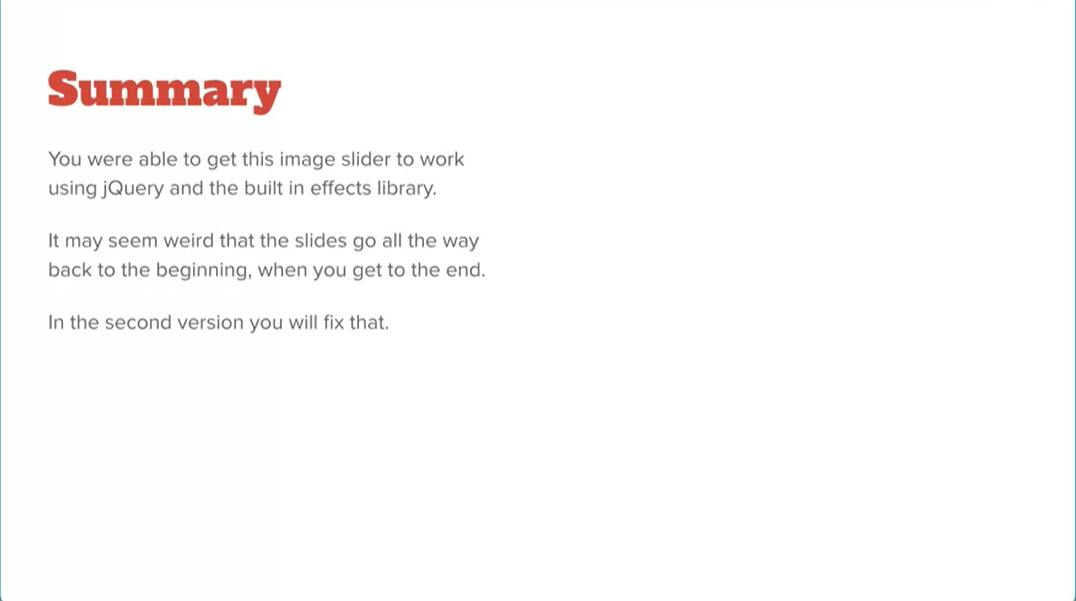 Summary
You were able to get this image slider to work
using jQuery and the built in effects library.
It may seem weird that the slides go all the way
back to the beginning, when you get to the end.
In the second version you will fix that.